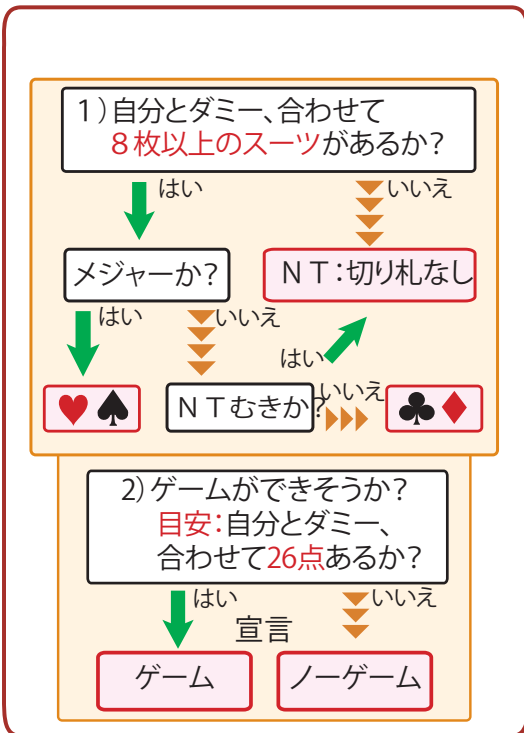 1)自分とダミー、合わせて
8枚以上のスーツがあるか?
はい
いいえ
メジャーか?
NT:切り札なし
はい
いいえ
はい
NTむきか?
いいえ
♥♠
♣♦
2)ゲームができそうか?
目安:自分とダミー、
合わせて26点あるか?
はい
いいえ
宣言
ゲーム
ノーゲーム